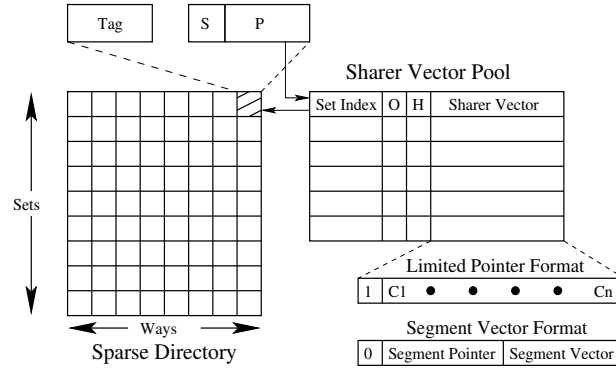 Tag S P
Sharer Vector Pool
Set Index O H Sharer Vector
Sets
Ways
Sparse Directory
Limited Pointer Format
1 C1 Cn
Segment Vector Format
0 Segment Pointer Segment Vector